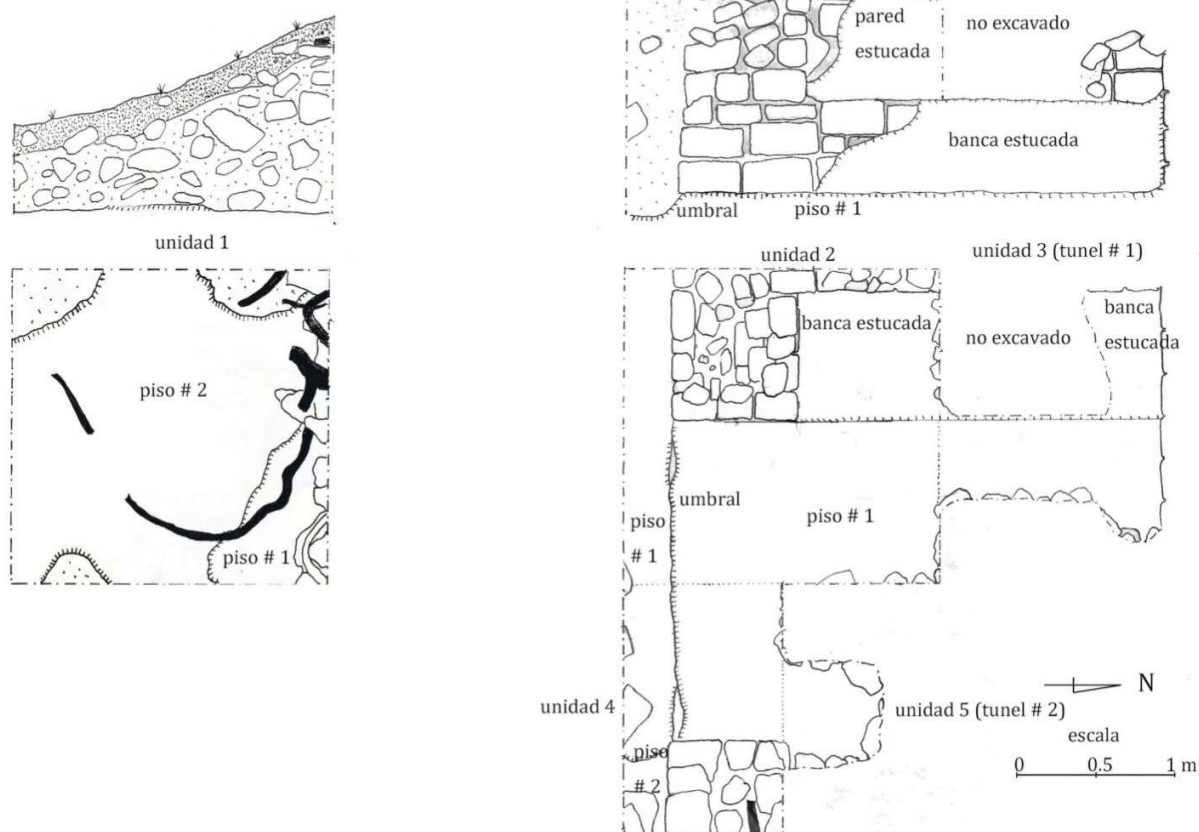 pared
estucada
no excavado
banca estucada
umbral
piso # 1
unidad 1
unidad 2
unidad 3 (tunel # 1)
piso # 2
piso # 1
banca estucada
no excavado
banca
estucada
umbral
piso
# 1
piso # 1
unidad 4
piso
# 2
unidad 5 (tunel # 2)
N
escala
0 0.5 1 m